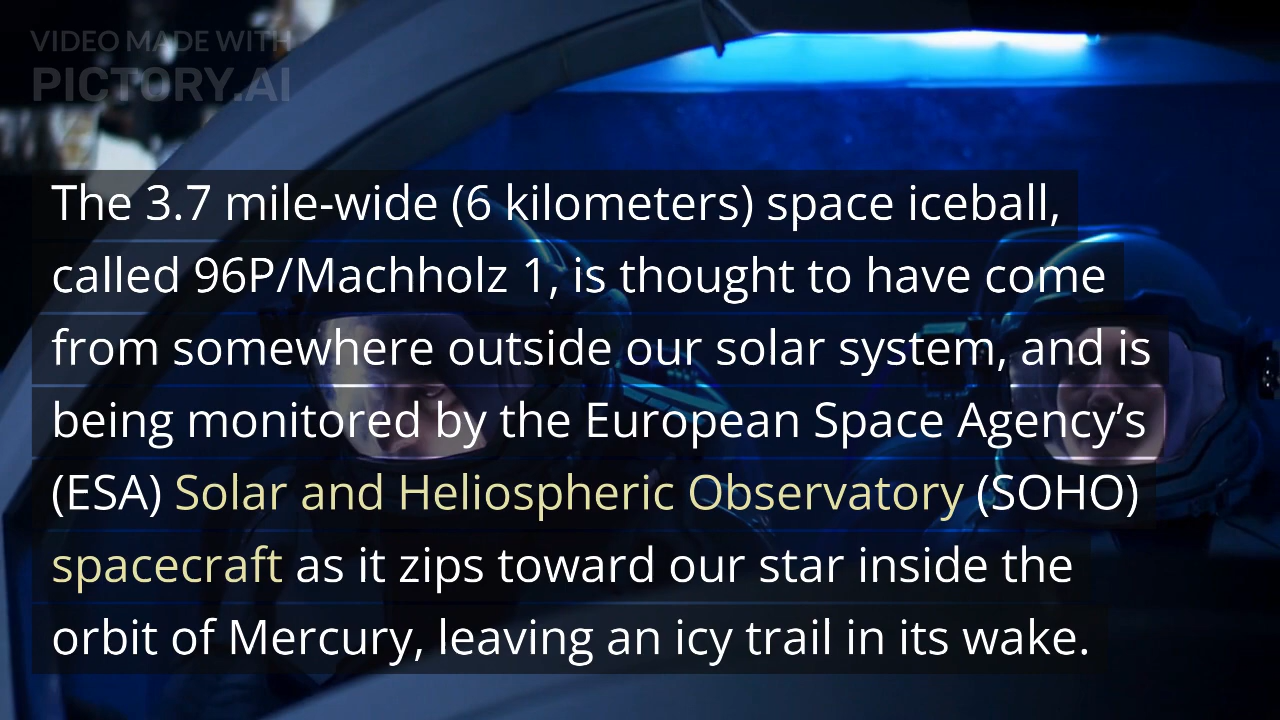 VIDEO MADE WITH
PICTORY.AI
The 3.7 mile-wide (6 kilometers) space iceball,
called 96P/Machholz 1, is thought to have come
from somewhere outside our solar system, and is
being monitored by the European Space Agency’s
(ESA) Solar and Heliospheric Observatory (SOHO)
spacecraft as it zips toward our star inside the
orbit of Mercury, leaving an icy trail in its wake.